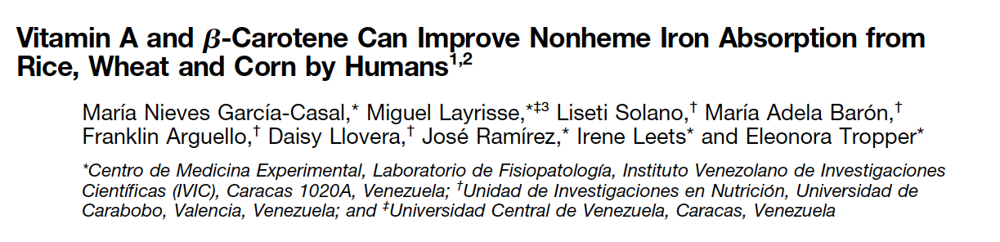 Vitamin A and β-Carotene Can Improve Nonheme Iron Absorption from
Rice, Wheat and Corn by Humans1,2
María Nieves García-Casal,* Miguel Layrisse,*‡3 Liseti Solano,† María Adela Barón,†
Franklin Arguello,† Daisy Llovera,† José Ramírez,* Irene Leets* and Eleonora Tropper*
*Centro de Medicina Experimental, Laboratorio de Fisiopatología, Instituto Venezolano de Investigaciones
Científicas (IVIC), Caracas 1020A, Venezuela; †Unidad de Investigaciones en Nutrición, Universidad de
Carabobo, Valencia, Venezuela; and ‡Universidad Central de Venezuela, Caracas, Venezuela